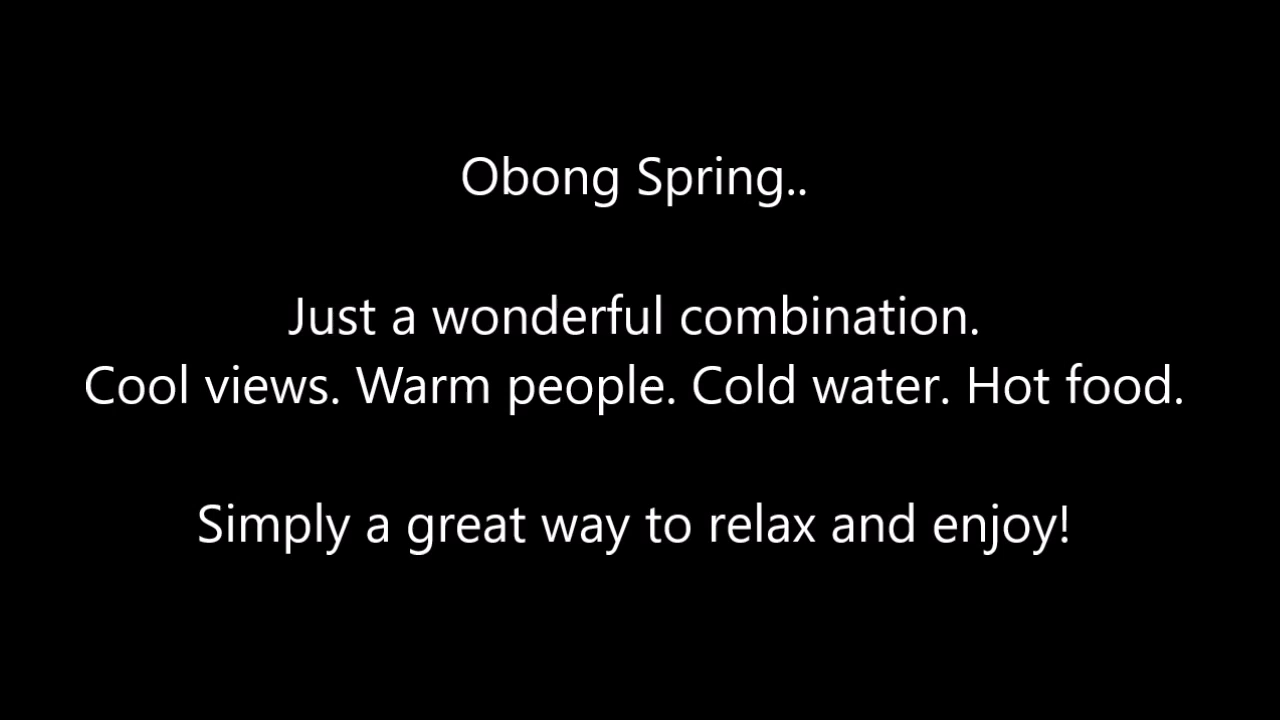 Obong Spring..
Just a wonderful combination.
Cool views. Warm people. Cold water. Hot food.
Simply a great way to relax and enjoy!